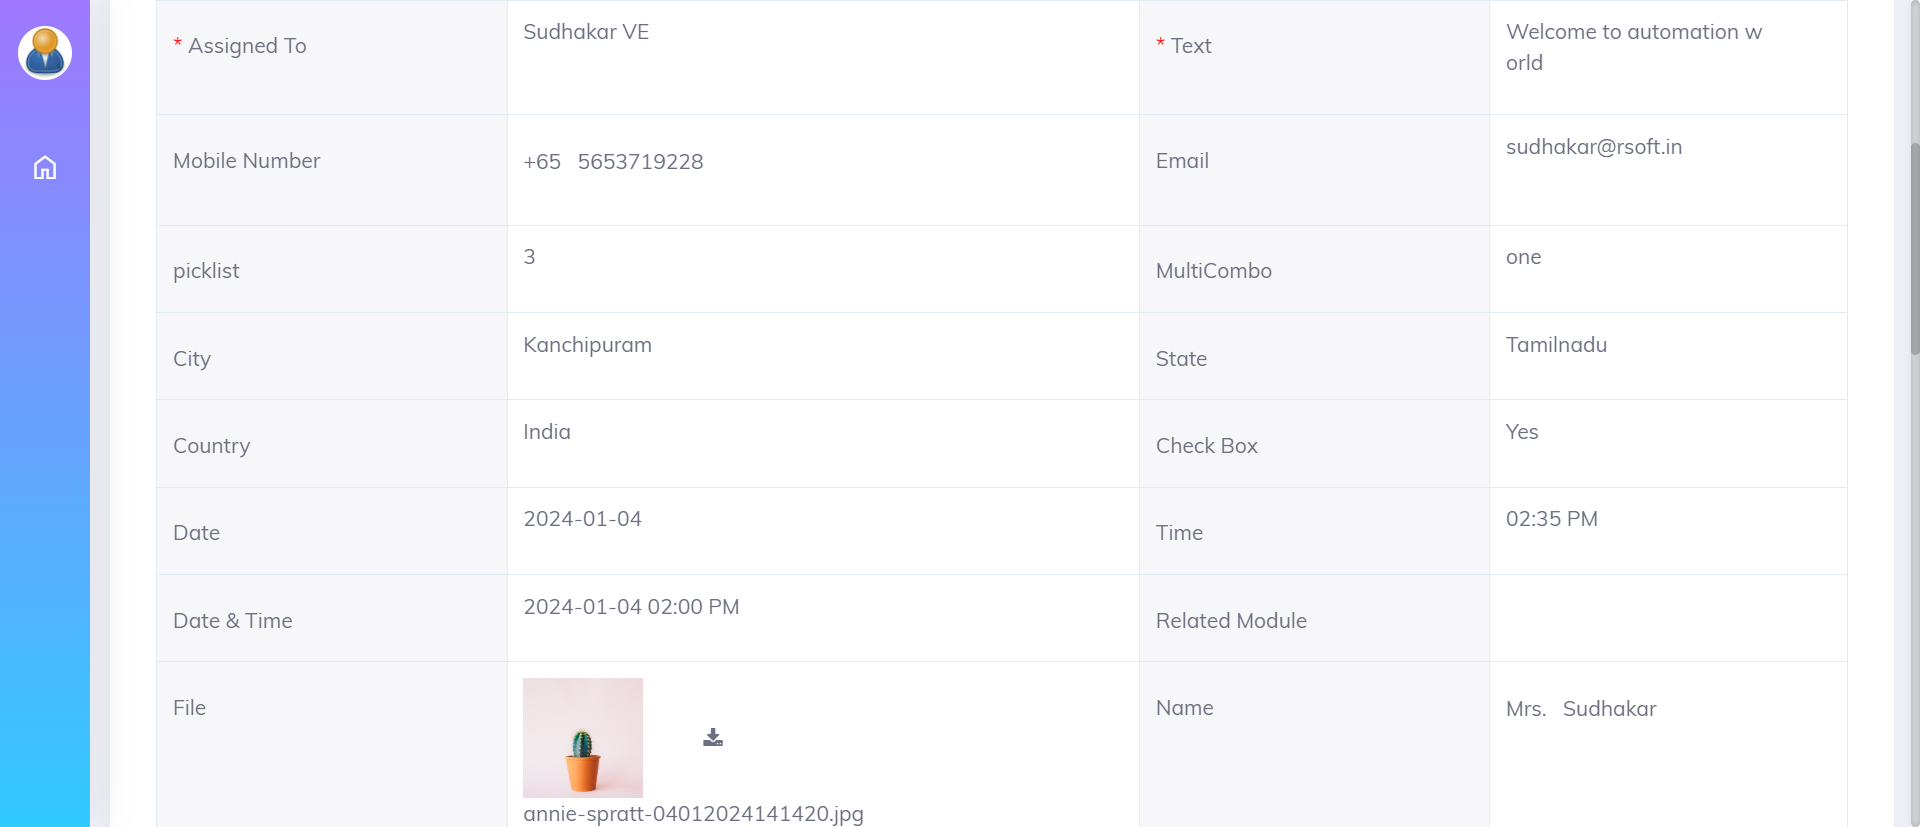 * Assigned To
Sudhakar VE
* Text
Welcome to automation w
orld
Mobile Number
+65 5653719228
Email
sudhakar@rsoft.in
picklist
3
MultiCombo
one
City
Kanchipuram
State
Tamilnadu
Country
India
Check Box
Yes
Date
2024-01-04
Time
02:35 PM
Date & Time
2024-01-04 02:00 PM
Related Module
File
annie-spratt-04012024141420.jpg
Name
Mrs. Sudhakar